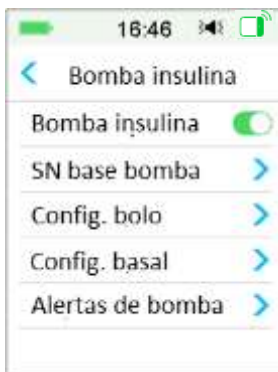 16:46
Bomba insulina
Bomba insulina
SN base bomba
Config. bolo
Config. basal
Alertas de bomba